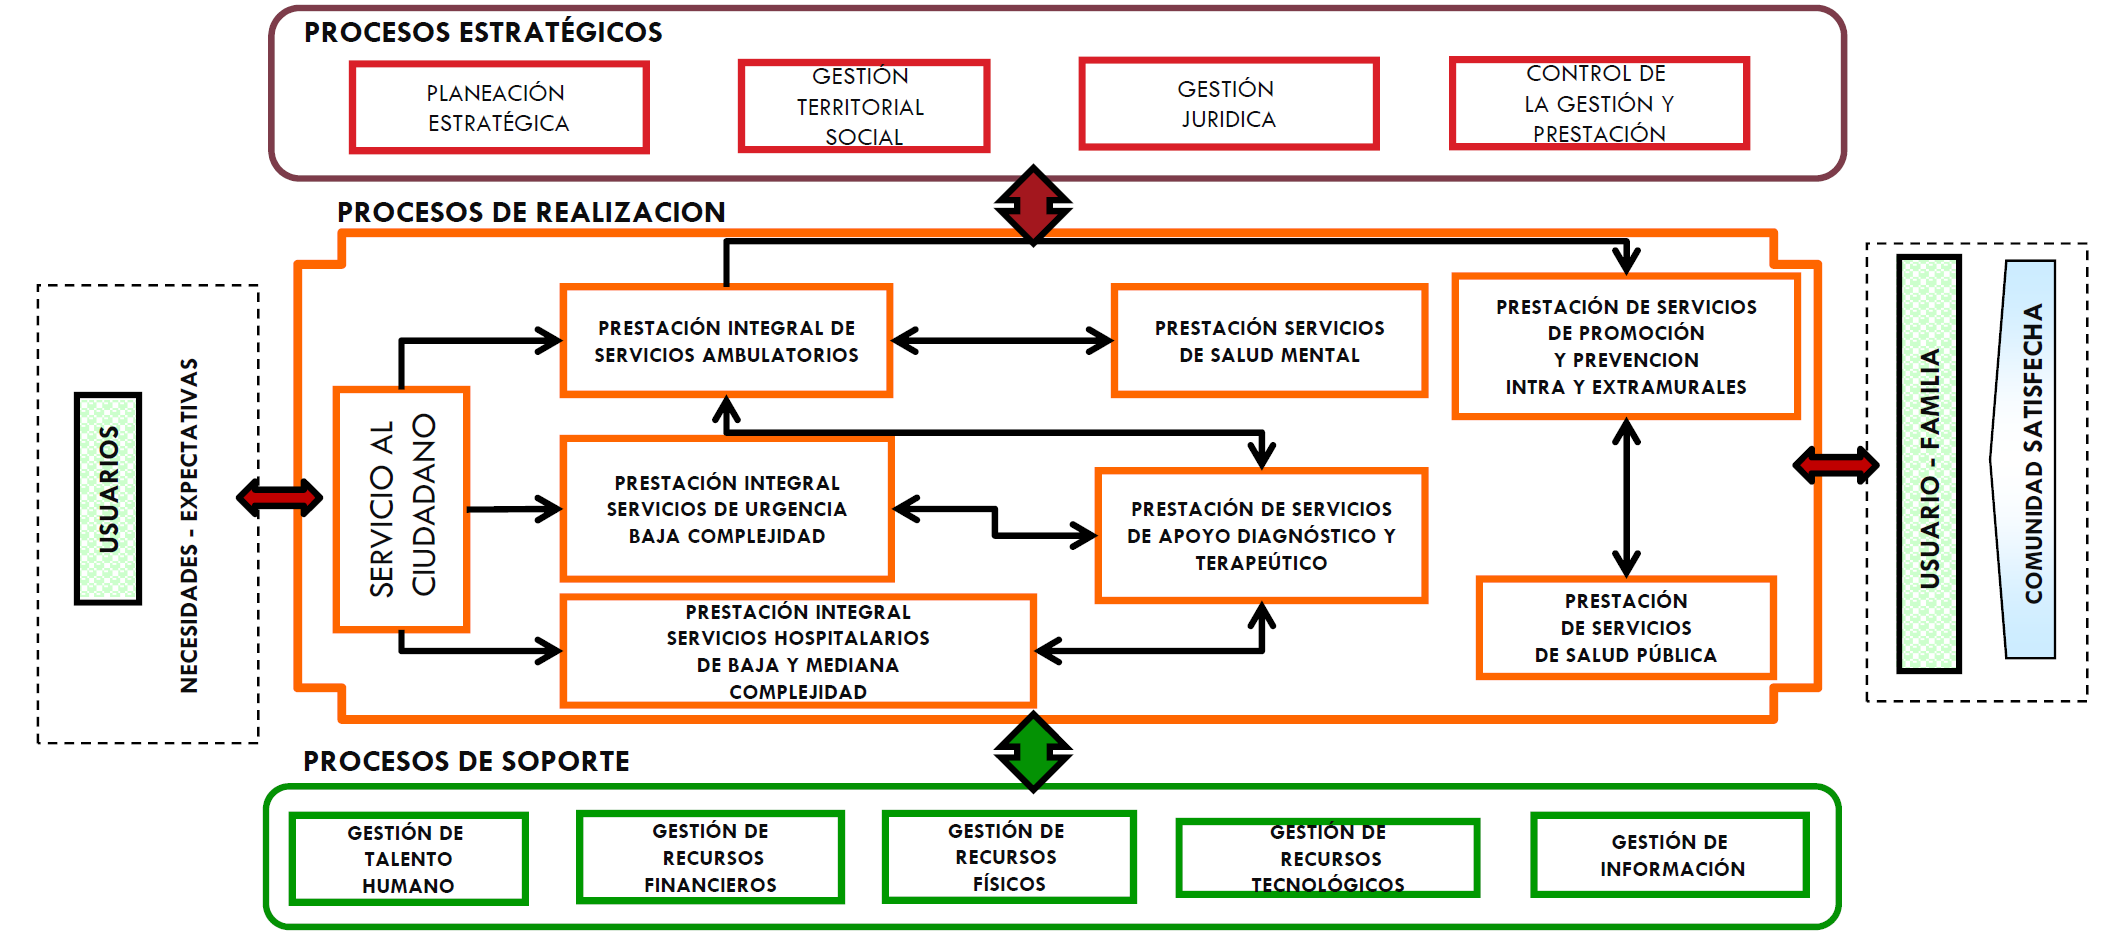 PROCESOS ESTRATÉGICOS
PLANEACIÓN
ESTRATÉGICA
GESTIÓN
TERRITORIAL
SOCIAL
GESTIÓN
JURIDICA
CONTROL DE
LA GESTIÓN Y
PRESTACIÓN
PROCESOS DE REALIZACION
USUARIOS
NECESIDADES - EXPECTATIVAS
SERVICIO AL
CIUDADANO
PRESTACIÓN INTEGRAL DE
SERVICIOS AMBULATORIOS
PRESTACIÓN SERVICIOS
DE SALUD MENTAL
PRESTACIÓN DE SERVICIOS
DE PROMOCIÓN
Y PREVENCION
INTRA Y EXTRAMURALES
PRESTACIÓN INTEGRAL
SERVICIOS DE URGENCIA
BAJA COMPLEJIDAD
PRESTACIÓN DE SERVICIOS
DE APOYO DIAGNÓSTICO Y
TERAPEÚTICO
PRESTACIÓN INTEGRAL
SERVICIOS HOSPITALARIOS
DE BAJA Y MEDIANA
COMPLEJIDAD
PRESTACIÓN
DE SERVICIOS
DE SALUD PÚBLICA
USUARIO - FAMILIA
COMUNIDAD SATISFECHA
PROCESOS DE SOPORTE
GESTIÓN DE
TALENTO
HUMANO
GESTIÓN DE
RECURSOS
FINANCIEROS
GESTIÓN DE
RECURSOS
FÍSICOS
GESTIÓN DE
RECURSOS
TECNOLÓGICOS
GESTIÓN DE
INFORMACIÓN